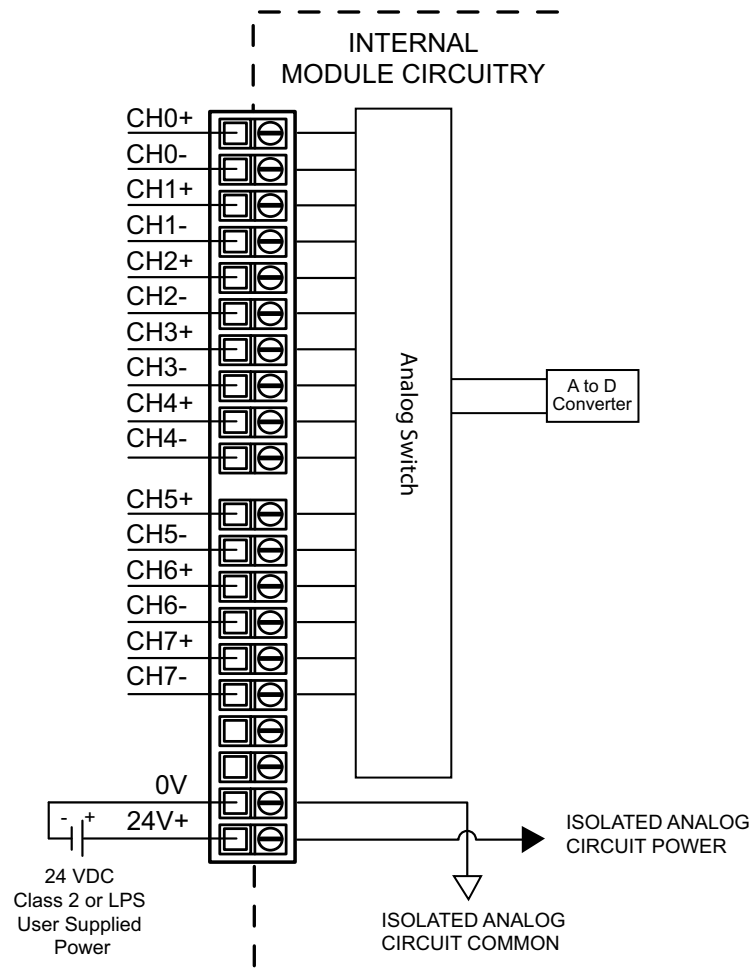 INTERNAL
MODULE CIRCUITRY
CH0+
CH0-
CH1+
CH1-
CH2+
CH2-
CH3+
CH3-
CH4+
CH4-
CH5+
CH5-
CH6+
CH6-
CH7+
CH7-
Analog Switch
A to D
Converter
0V
- +
24V+
24 VDC
Class 2 or LPS
User Supplied
Power
ISOLATED ANALOG
CIRCUIT POWER
ISOLATED ANALOG
CIRCUIT COMMON